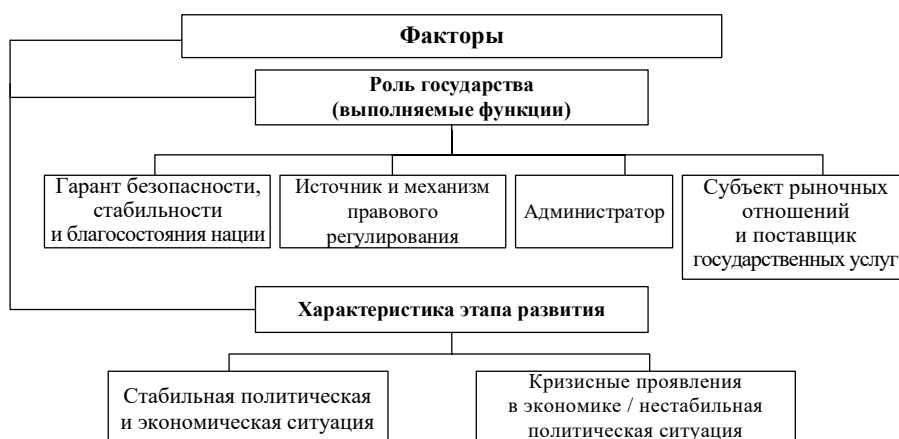 Факторы
Роль государства
(выполняемые функции)
Гарант безопасности,
стабильности
и благосостояния нации
Источник и механизм
правового
регулирования
Администратор
Субъект рыночных
отношений
и поставщик
государственных услуг
Характеристика этапа развития
Стабильная политическая
и экономическая ситуация
Кризисные проявления
в экономике / нестабильная
политическая ситуация